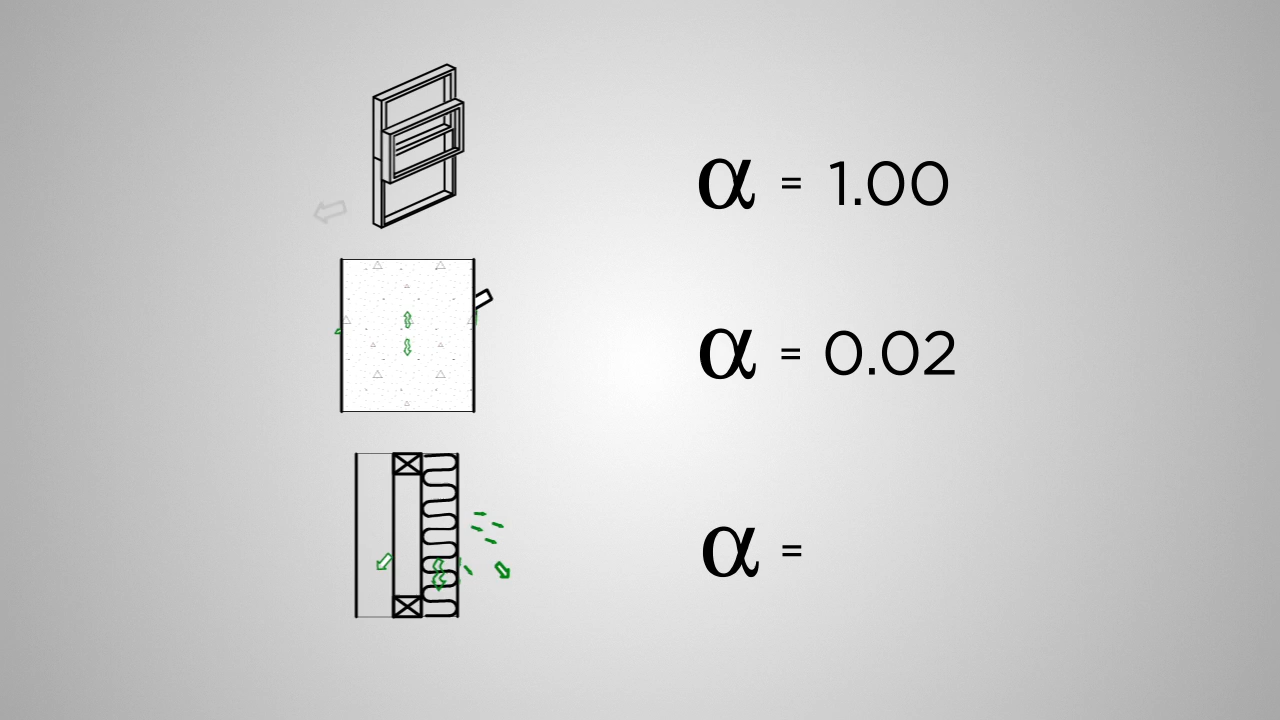 α = 1.00
α = 0.02
α =